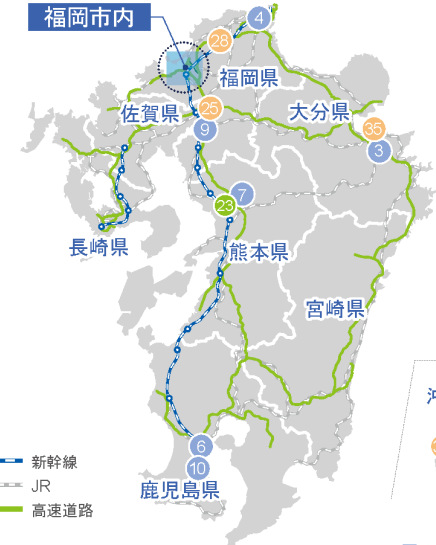 福岡市内
4
28
福岡県
佐賀県
25
大分県
9
35
3
7
23
長崎県
熊本県
宮崎県
6
10
鹿児島県
新幹線
JR
高速道路